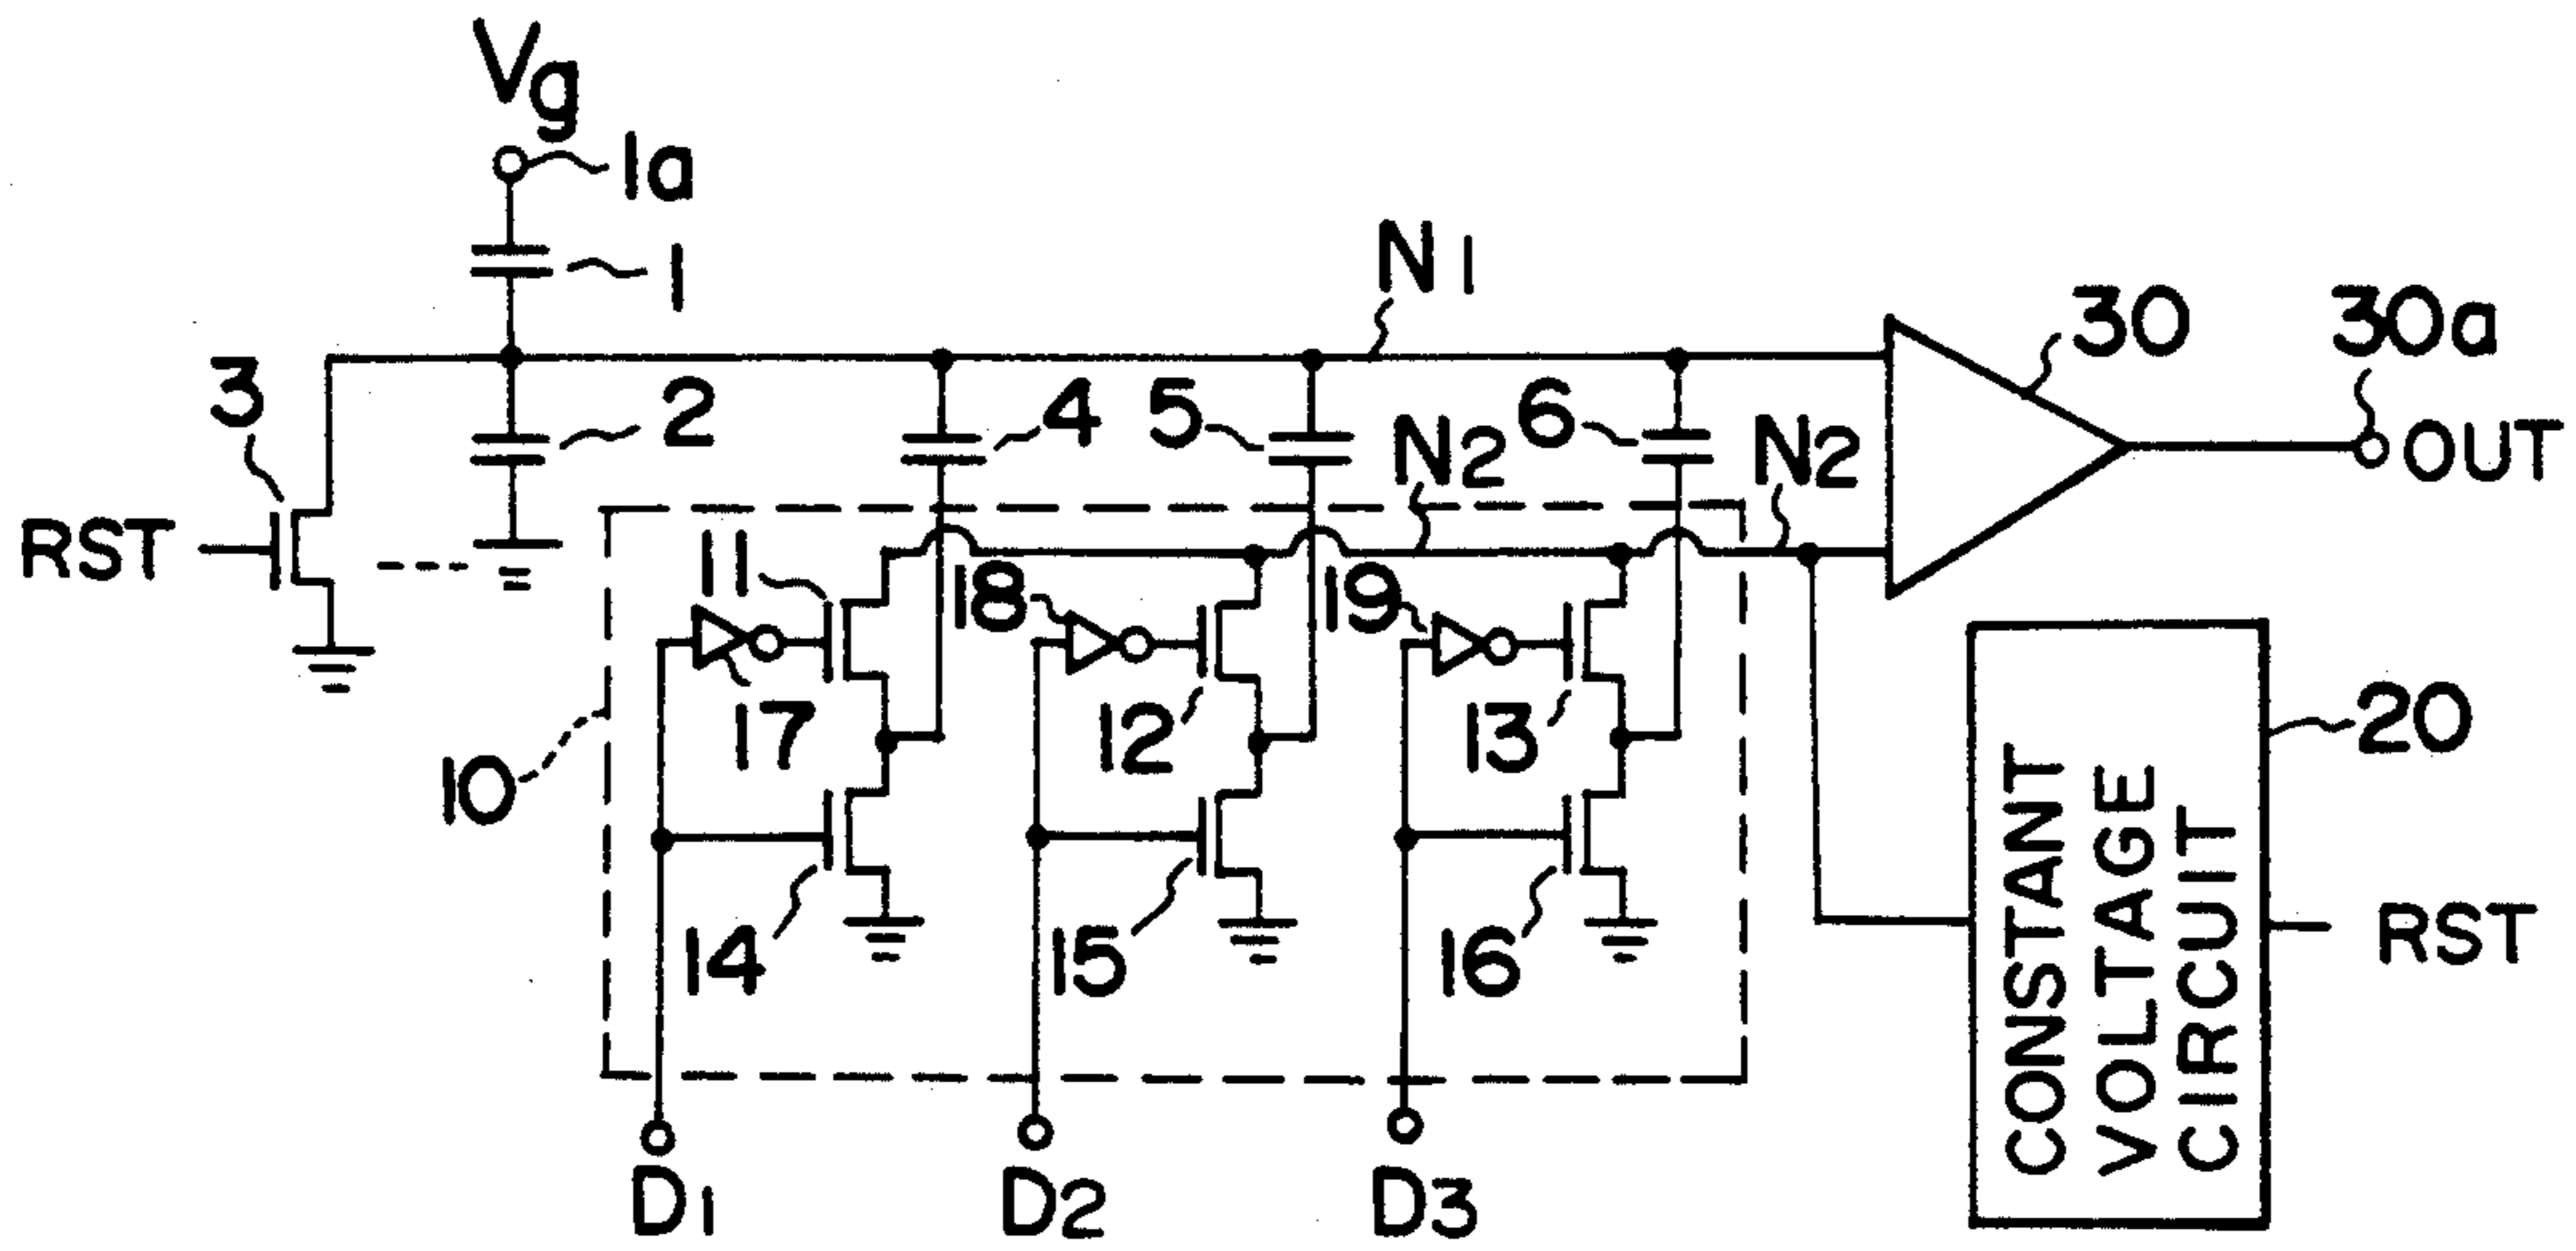 Vg
1a
1
N1
30
30a
3
2
4
5
6
N2
N2
OUT
RST
11
18
19
17
12
13
20
10
14
15
16
CONSTANT
VOLTAGE
CIRCUIT
RST
D1
D2
D3